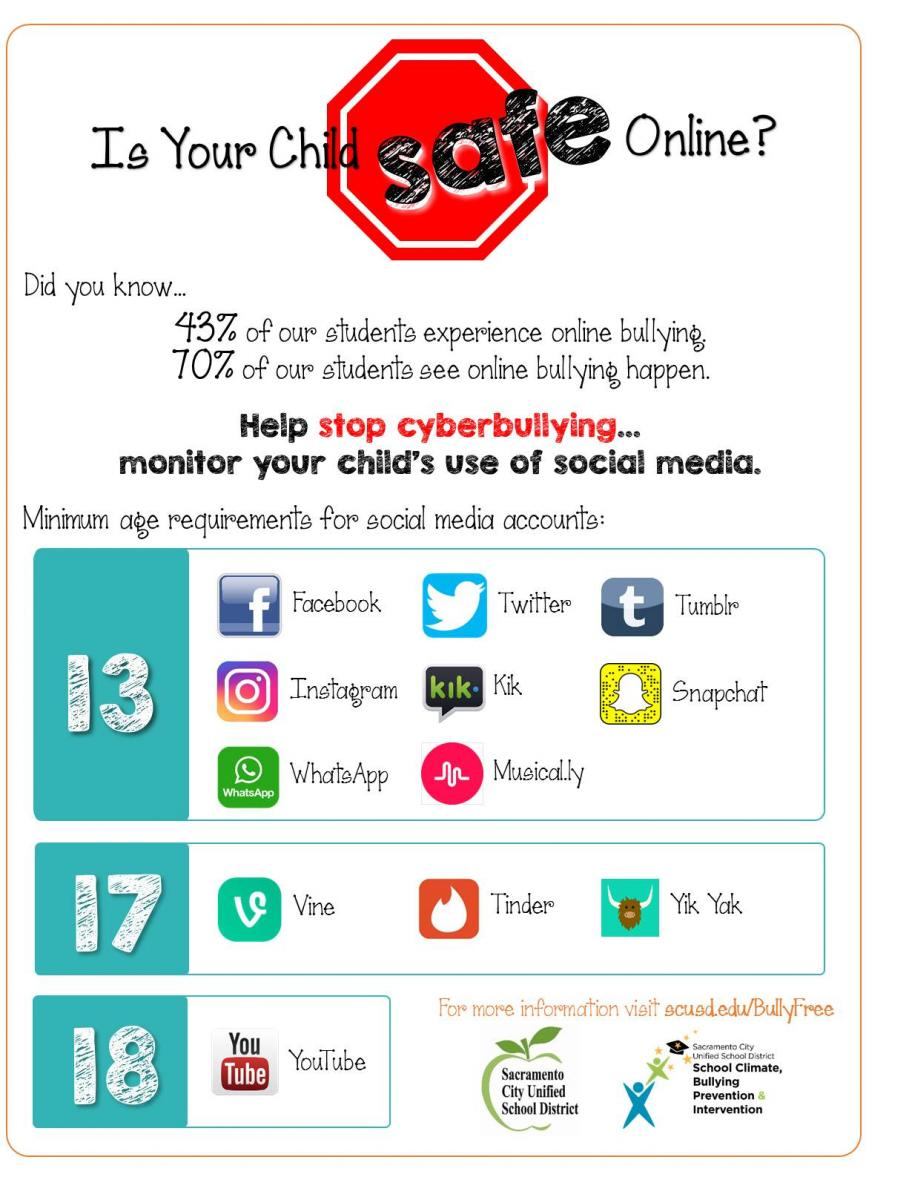 Is Your Child safe Online?
Did you know...
43% of our students experience online bullying.
70% of our students see online bullying happen.
Help stop cyberbullying...
monitor your child's use of social media.
Minimum age requirements for social media accounts:
13
f Facebook
Twitter
t Tumblr
Instagram
kik. Kik
Snapchat
WhatsApp WhatsApp
Musical.ly
17
Vine
Tinder
Yik Yak
18
You
Tube
YouTube
For more information visit scusd.edu/BullyFree
Sacramento
City Unified
School District
Sacramento City
Unified School District
School Climate,
Bullying
Prevention &
Intervention